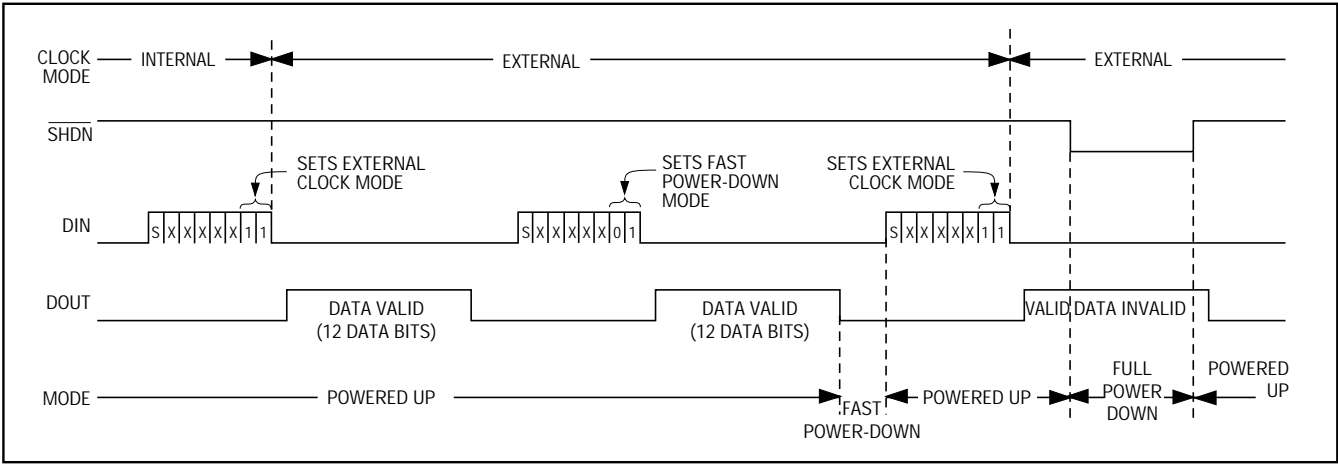 CLOCK
MODE
INTERNAL
EXTERNAL
EXTERNAL
SHDN
SETS EXTERNAL
CLOCK MODE
SETS FAST
POWER-DOWN
MODE
SETS EXTERNAL
CLOCK MODE
DIN
S X X X X X 1 1
S X X X X X 0 1
S X X X X X 1 1
DOUT
DATA VALID
(12 DATA BITS)
DATA VALID
(12 DATA BITS)
VALID
DATA INVALID
MODE
POWERED UP
FAST
POWER-DOWN
POWERED UP
FULL
POWER
DOWN
POWERED
UP